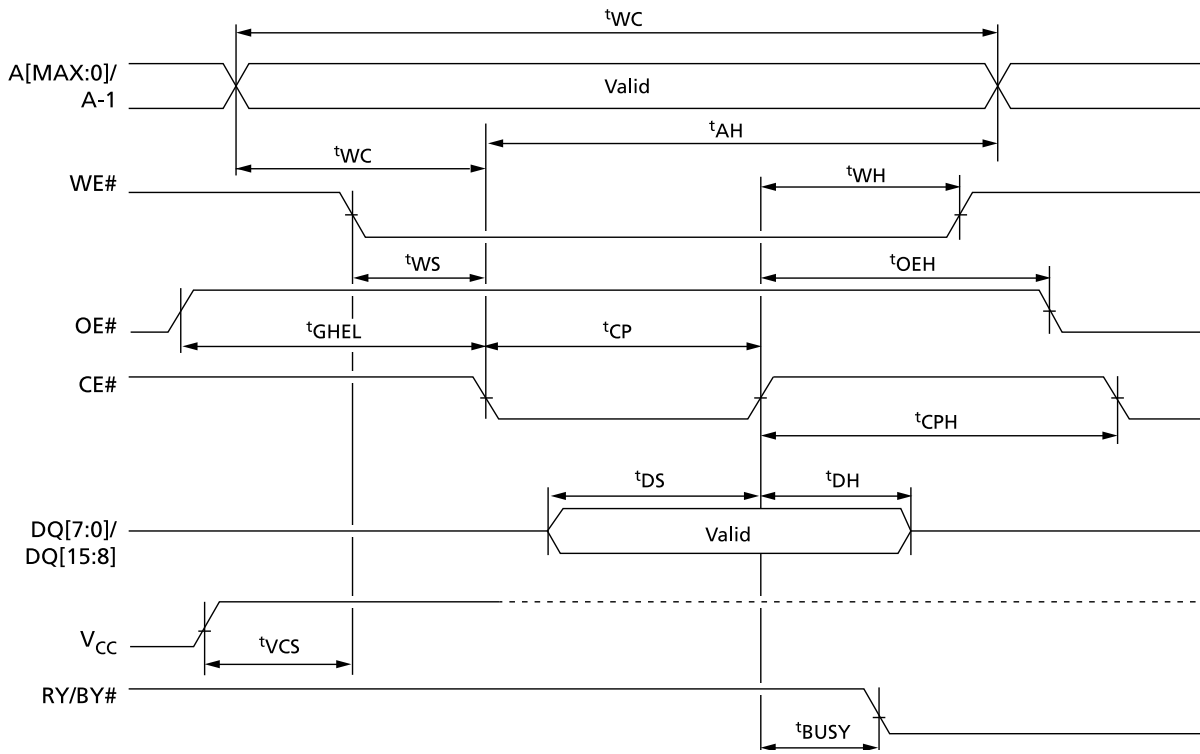 tWC
A[MAX:0]/
A-1
Valid
tAH
tWC
WE#
tWH
tWS
tOEH
OE#
tGHEL
tCP
CE#
tCPH
tDS
tDH
DQ[7:0]/
DQ[15:8]
Valid
VCC
tVCS
RY/BY#
tBUSY